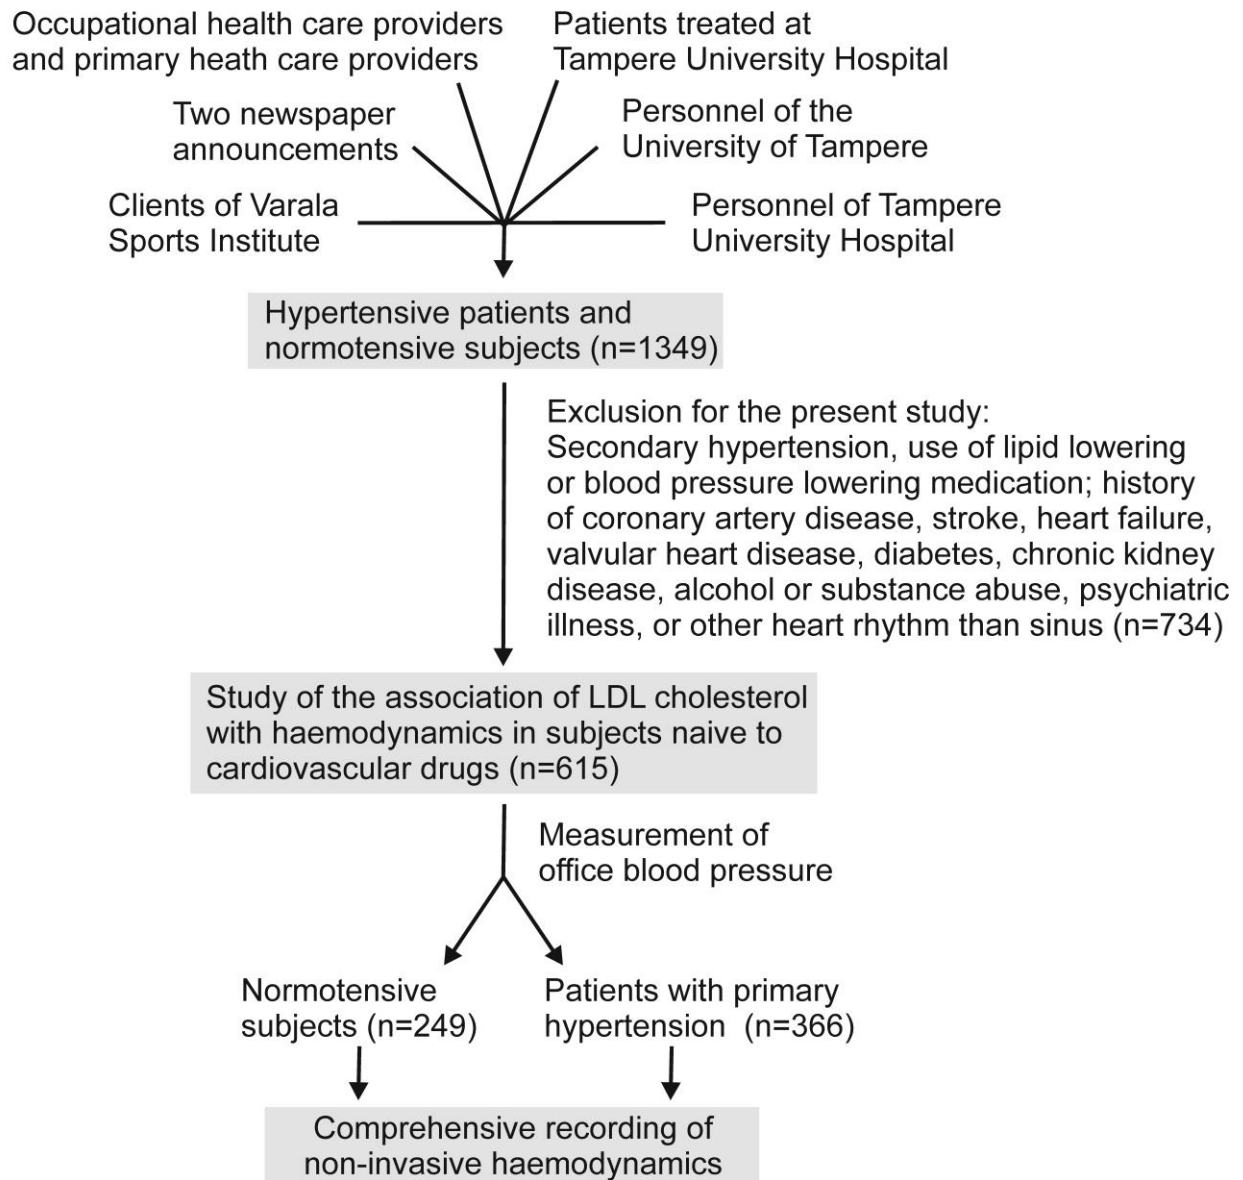 Occupational health care providers
and primary heath care providers
Patients treated at
Tampere University Hospital
Two newspaper
announcements
Personnel of the
University of Tampere
Clients of Varala
Sports Institute
Personnel of Tampere
University Hospital
Hypertensive patients and
normotensive subjects (n=1349)
Exclusion for the present study:
Secondary hypertension, use of lipid lowering
or blood pressure lowering medication; history
of coronary artery disease, stroke, heart failure,
valvular heart disease, diabetes, chronic kidney
disease, alcohol or substance abuse, psychiatric
illness, or other heart rhythm than sinus (n=734)
Study of the association of LDL cholesterol
with haemodynamics in subjects naive to
cardiovascular drugs (n=615)
Measurement of
office blood pressure
Normotensive
subjects (n=249)
Patients with primary
hypertension (n=366)
Comprehensive recording of
non-invasive haemodynamics